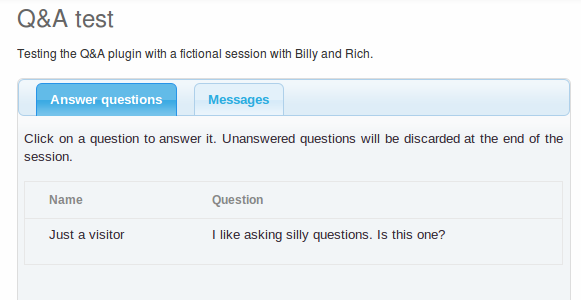 Q&A test
Testing the Q&A plugin with a fictional session with Billy and Rich.
Answer questions Messages
Click on a question to answer it. Unanswered questions will be discarded at the end of the
session.
Name Question
Just a visitor I like asking silly questions. Is this one?